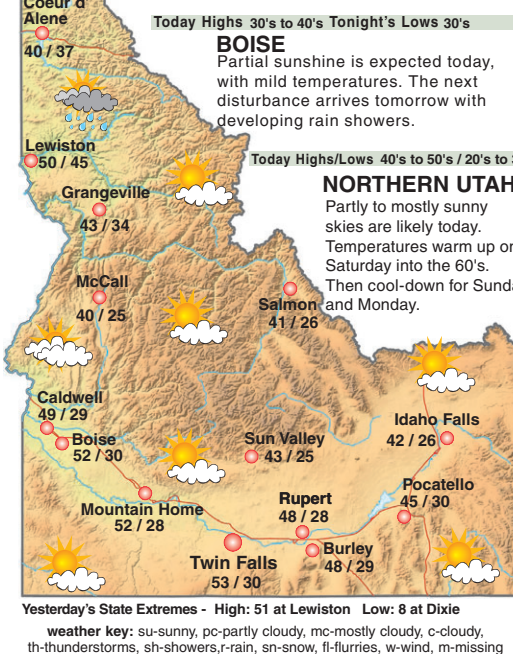 Coeur d'
Alene
40 / 37
Today Highs 30's to 40's Tonight's Lows 30's
BOISE
Partial sunshine is expected today,
with mild temperatures. The next
disturbance arrives tomorrow with
developing rain showers.
Lewiston
50 / 45
Today Highs/Lows 40's to 50's / 20's to
Grangeville
43 / 34
NORTHERN UTAH
Partly to mostly sunny
skies are likely today.
Temperatures warm up on
Saturday into the 60's.
Then cool-down for Sunda
and Monday.
McCall
40 / 25
Salmon
41 / 26
Caldwell
49 / 29
Boise
52 / 30
Sun Valley
43 / 25
Idaho Falls
42 / 26
Mountain Home
52 / 28
Rupert
48 / 28
Pocatello
45 / 30
Twin Falls
53 / 30
Burley
48 / 29
Yesterday's State Extremes - High: 51 at Lewiston Low: 8 at Dixie
weather key: su-sunny, pc-partly cloudy, mc-mostly cloudy, c-cloudy,
th-thunderstorms, sh-showers,r-rain, sn-snow, fl-flurries, w-wind, m-missing